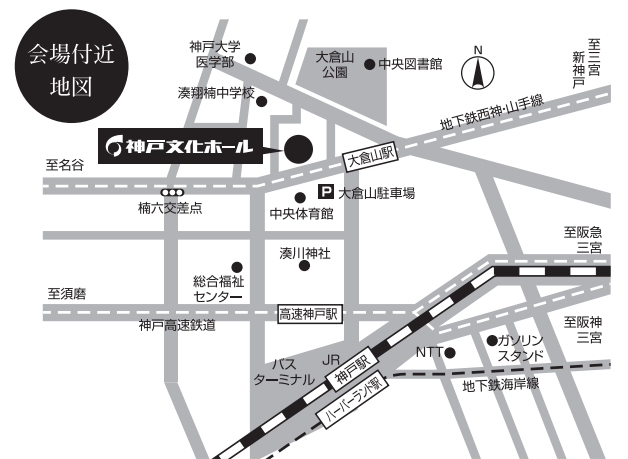 会場付近
地図
神戸大学
医学部
大倉山
公園
中央図書館
N
至三宮
新神戸
湊翔楠中学校
地下鉄西神・山手線
神戸文化ホール
大倉山駅
至名谷
P
大倉山駐車場
楠六交差点
中央体育館
至阪急
三宮
湊川神社
総合福祉
センター
至須磨
高速神戸駅
神戸高速鉄道
至阪神
三宮
NTT
ガソリン
スタンド
バス
ターミナル
JR
神戸駅
ハーバーランド駅
地下鉄海岸線